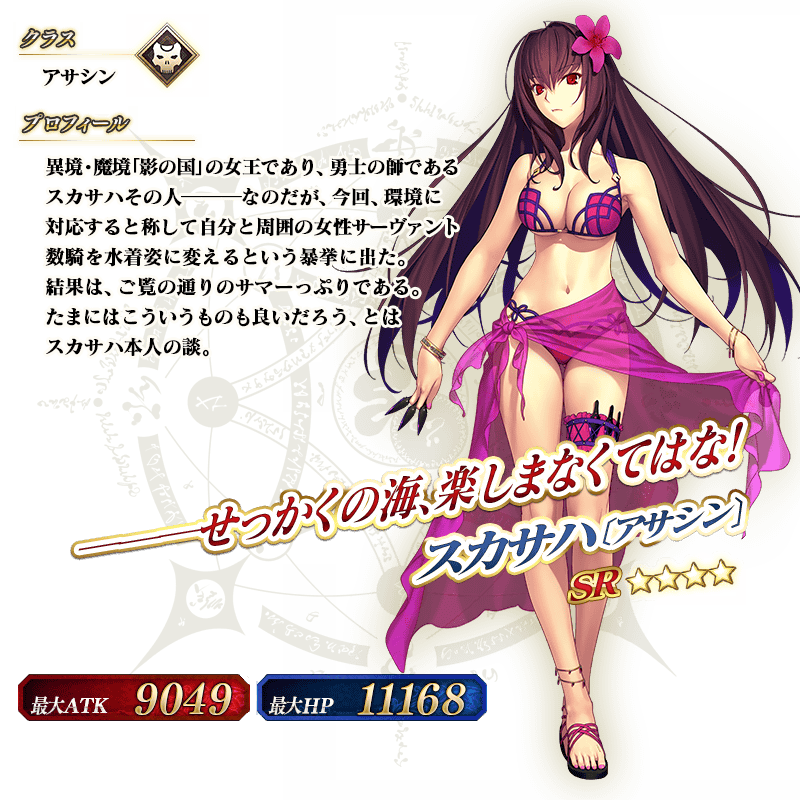 クラス
アサシン
プロフィール
異境・魔境「影の国」の女王であり、勇士の師である
スカサハその人―――なのだが、今回、環境に
対応すると称して自分と周囲の女性サーヴァント
数騎を水着姿に変えるという暴挙に出た。
結果は、ご覧の通りのサマーっぷりである。
たまにはこういうものも良いだろう、とは
スカサハ本人の談。
―――せっかくの海、楽しまなくてはな!
スカサハ〔アサシン〕
SR ★★★★
最大ATK 9049
最大HP 11168